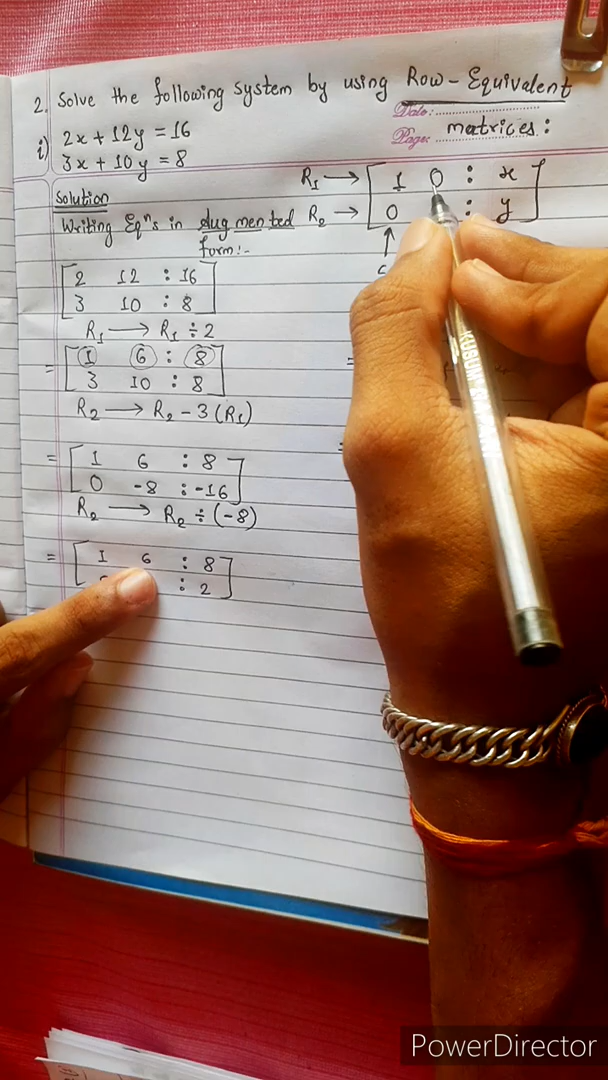 2. Solve the following system by using Row-Equivalent
Date:
Page: matrices:
i) 2x + 12y = 16
3x + 10y = 8
Solution
Writing Eqⁿs in Augmented
form:-
R₁ → [ 1 0 : x ]
R₂ → [ 0 : y ]
[ 2 12 : 16 ]
[ 3 10 : 8 ]
R₁ → R₁ ÷ 2
= [ 1 6 : 8 ]
[ 3 10 : 8 ]
R₂ → R₂ - 3(R₁)
= [ 1 6 : 8 ]
[ 0 -8 : -16 ]
R₂ → R₂ ÷ (-8)
= [ 1 6 : 8 ]
[ : 2 ]
PowerDirector